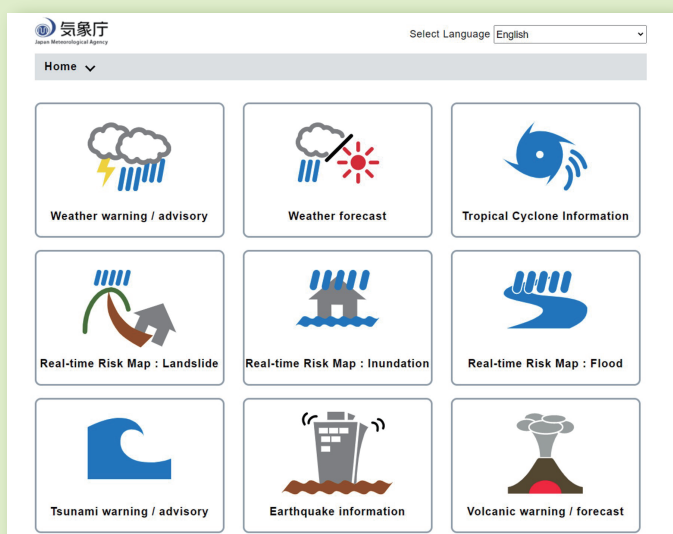 気象庁
Japan Meteorological Agency
Select Language English
Home
Weather warning / advisory
Weather forecast
Tropical Cyclone Information
Real-time Risk Map : Landslide
Real-time Risk Map : Inundation
Real-time Risk Map : Flood
Tsunami warning / advisory
Earthquake information
Volcanic warning / forecast